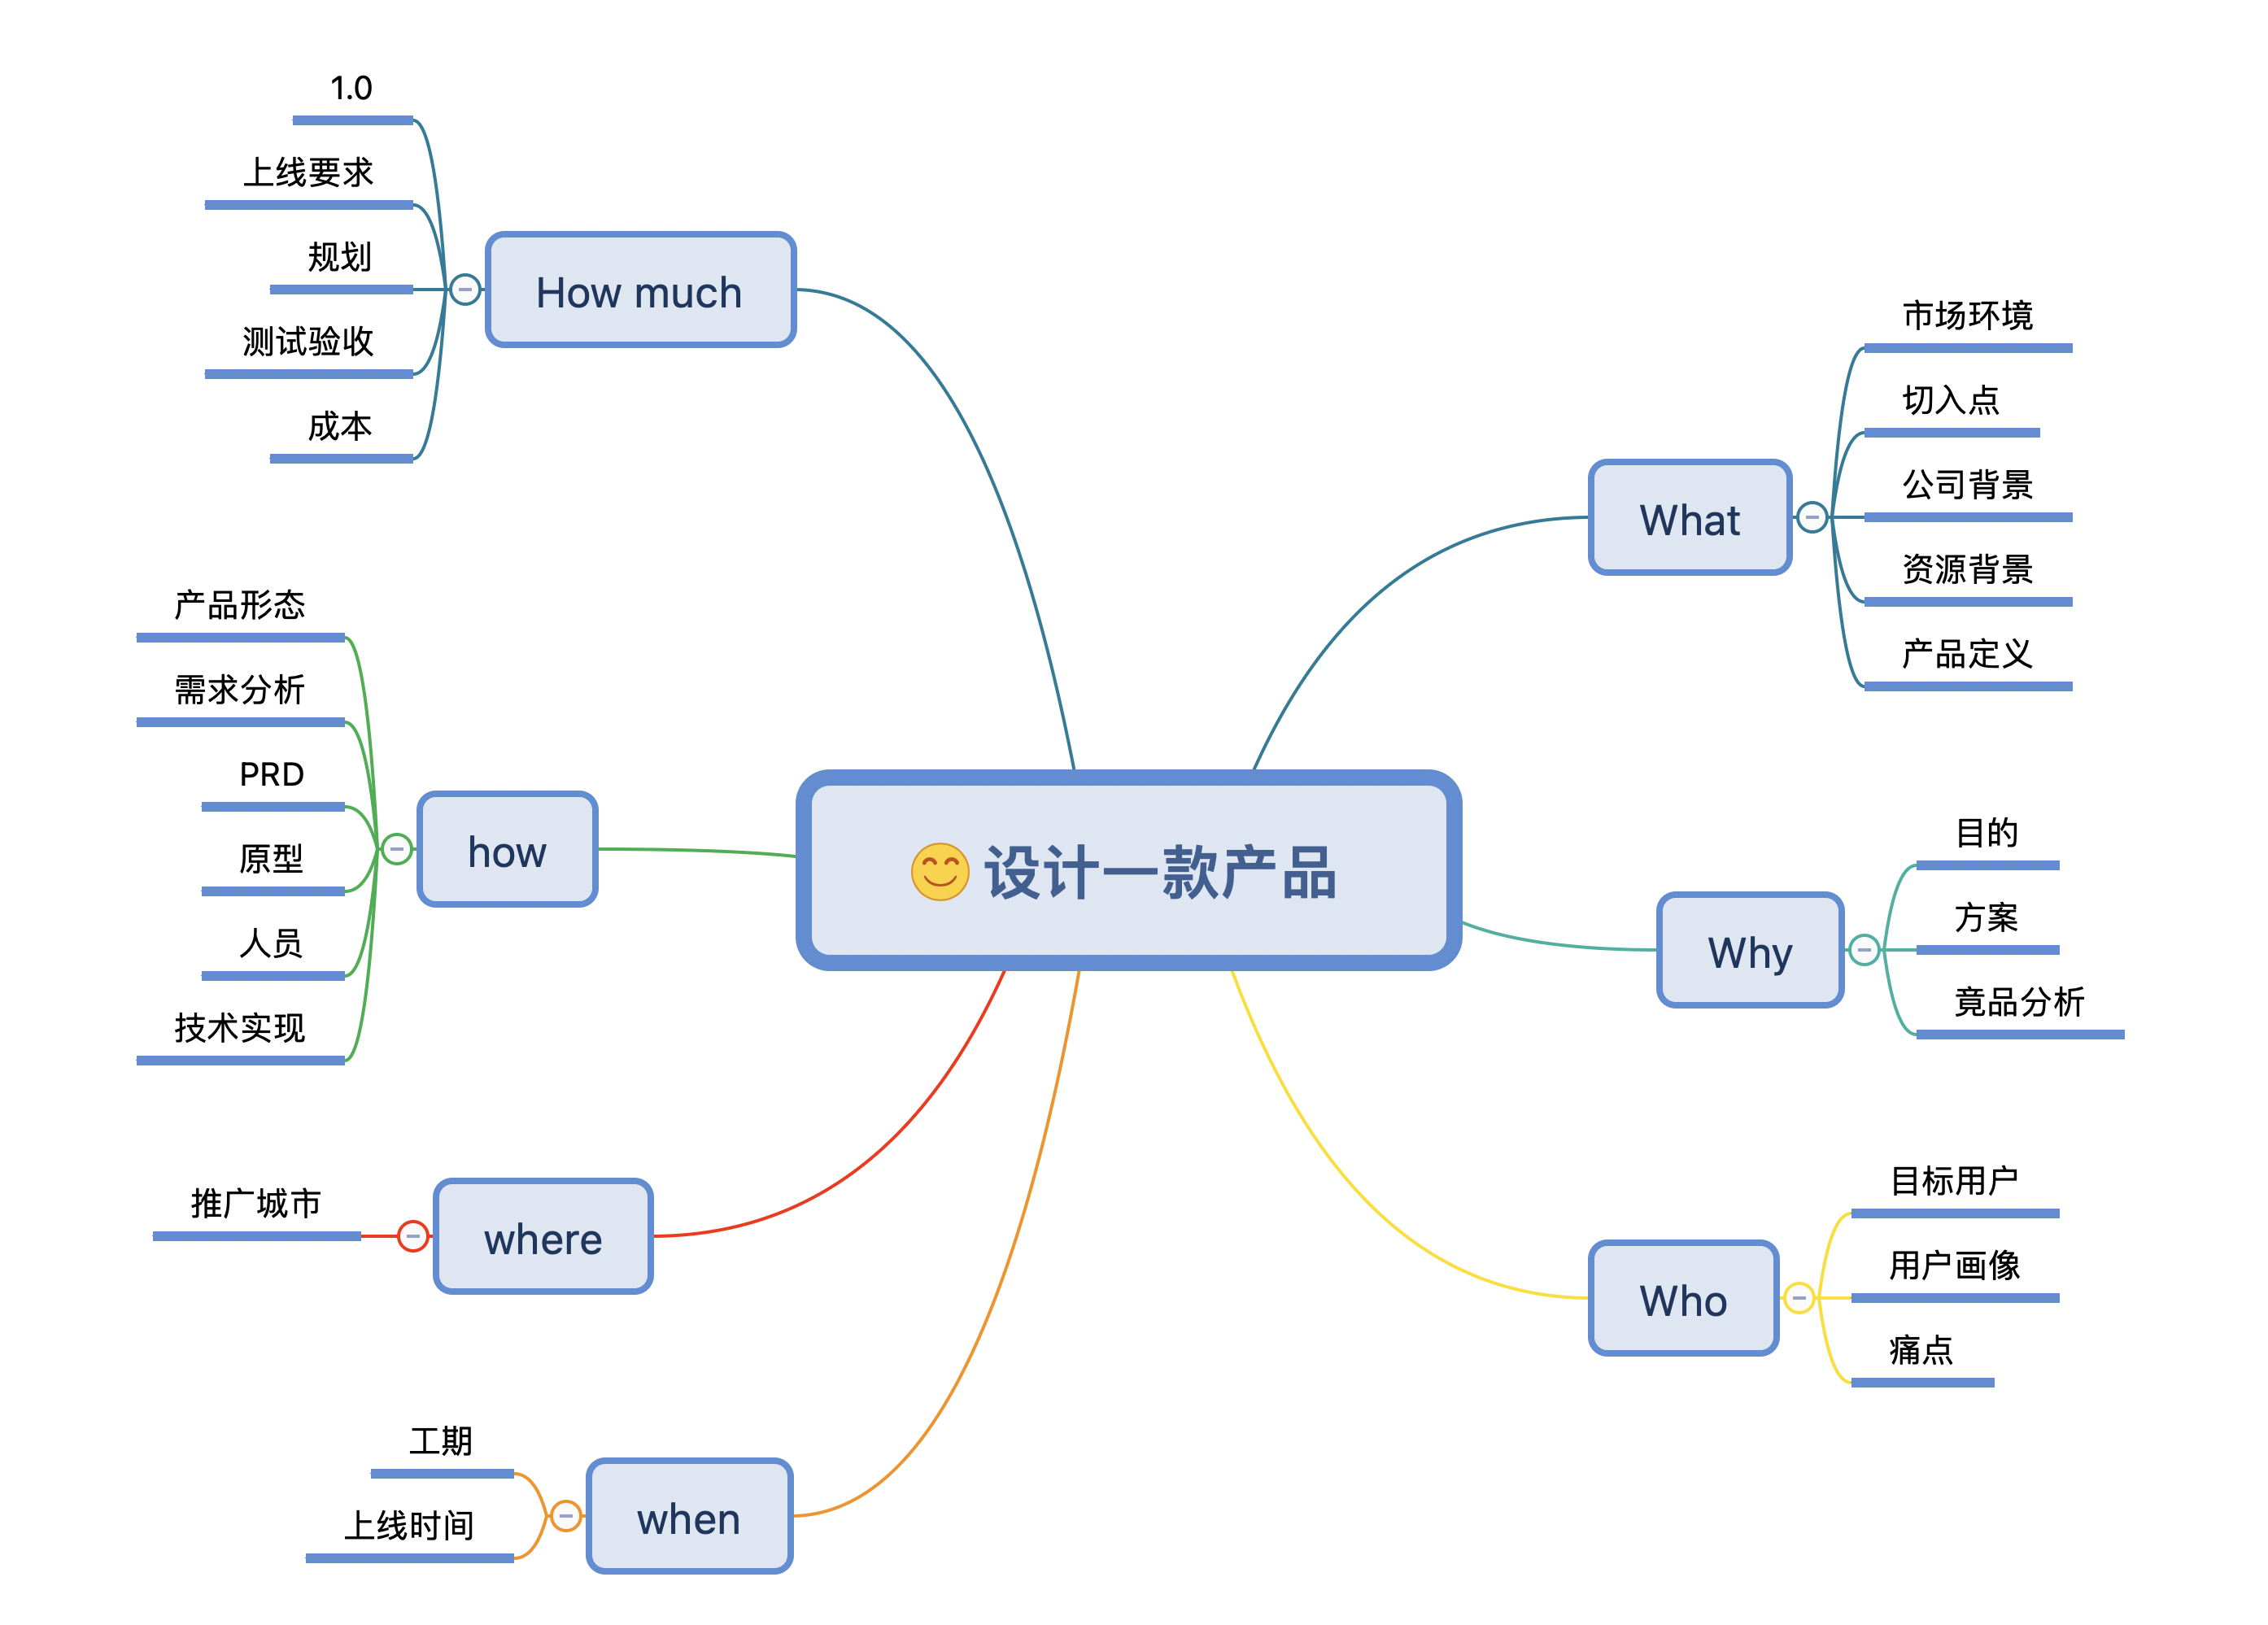 😊 设计一款产品
What
市场环境
切入点
公司背景
资源背景
产品定义
Why
目的
方案
竟品分析
Who
目标用户
用户画像
痛点
How much
1.0
上线要求
规划
测试验收
成本
how
产品形态
需求分析
PRD
原型
人员
技术实现
where
推广城市
when
工期
上线时间